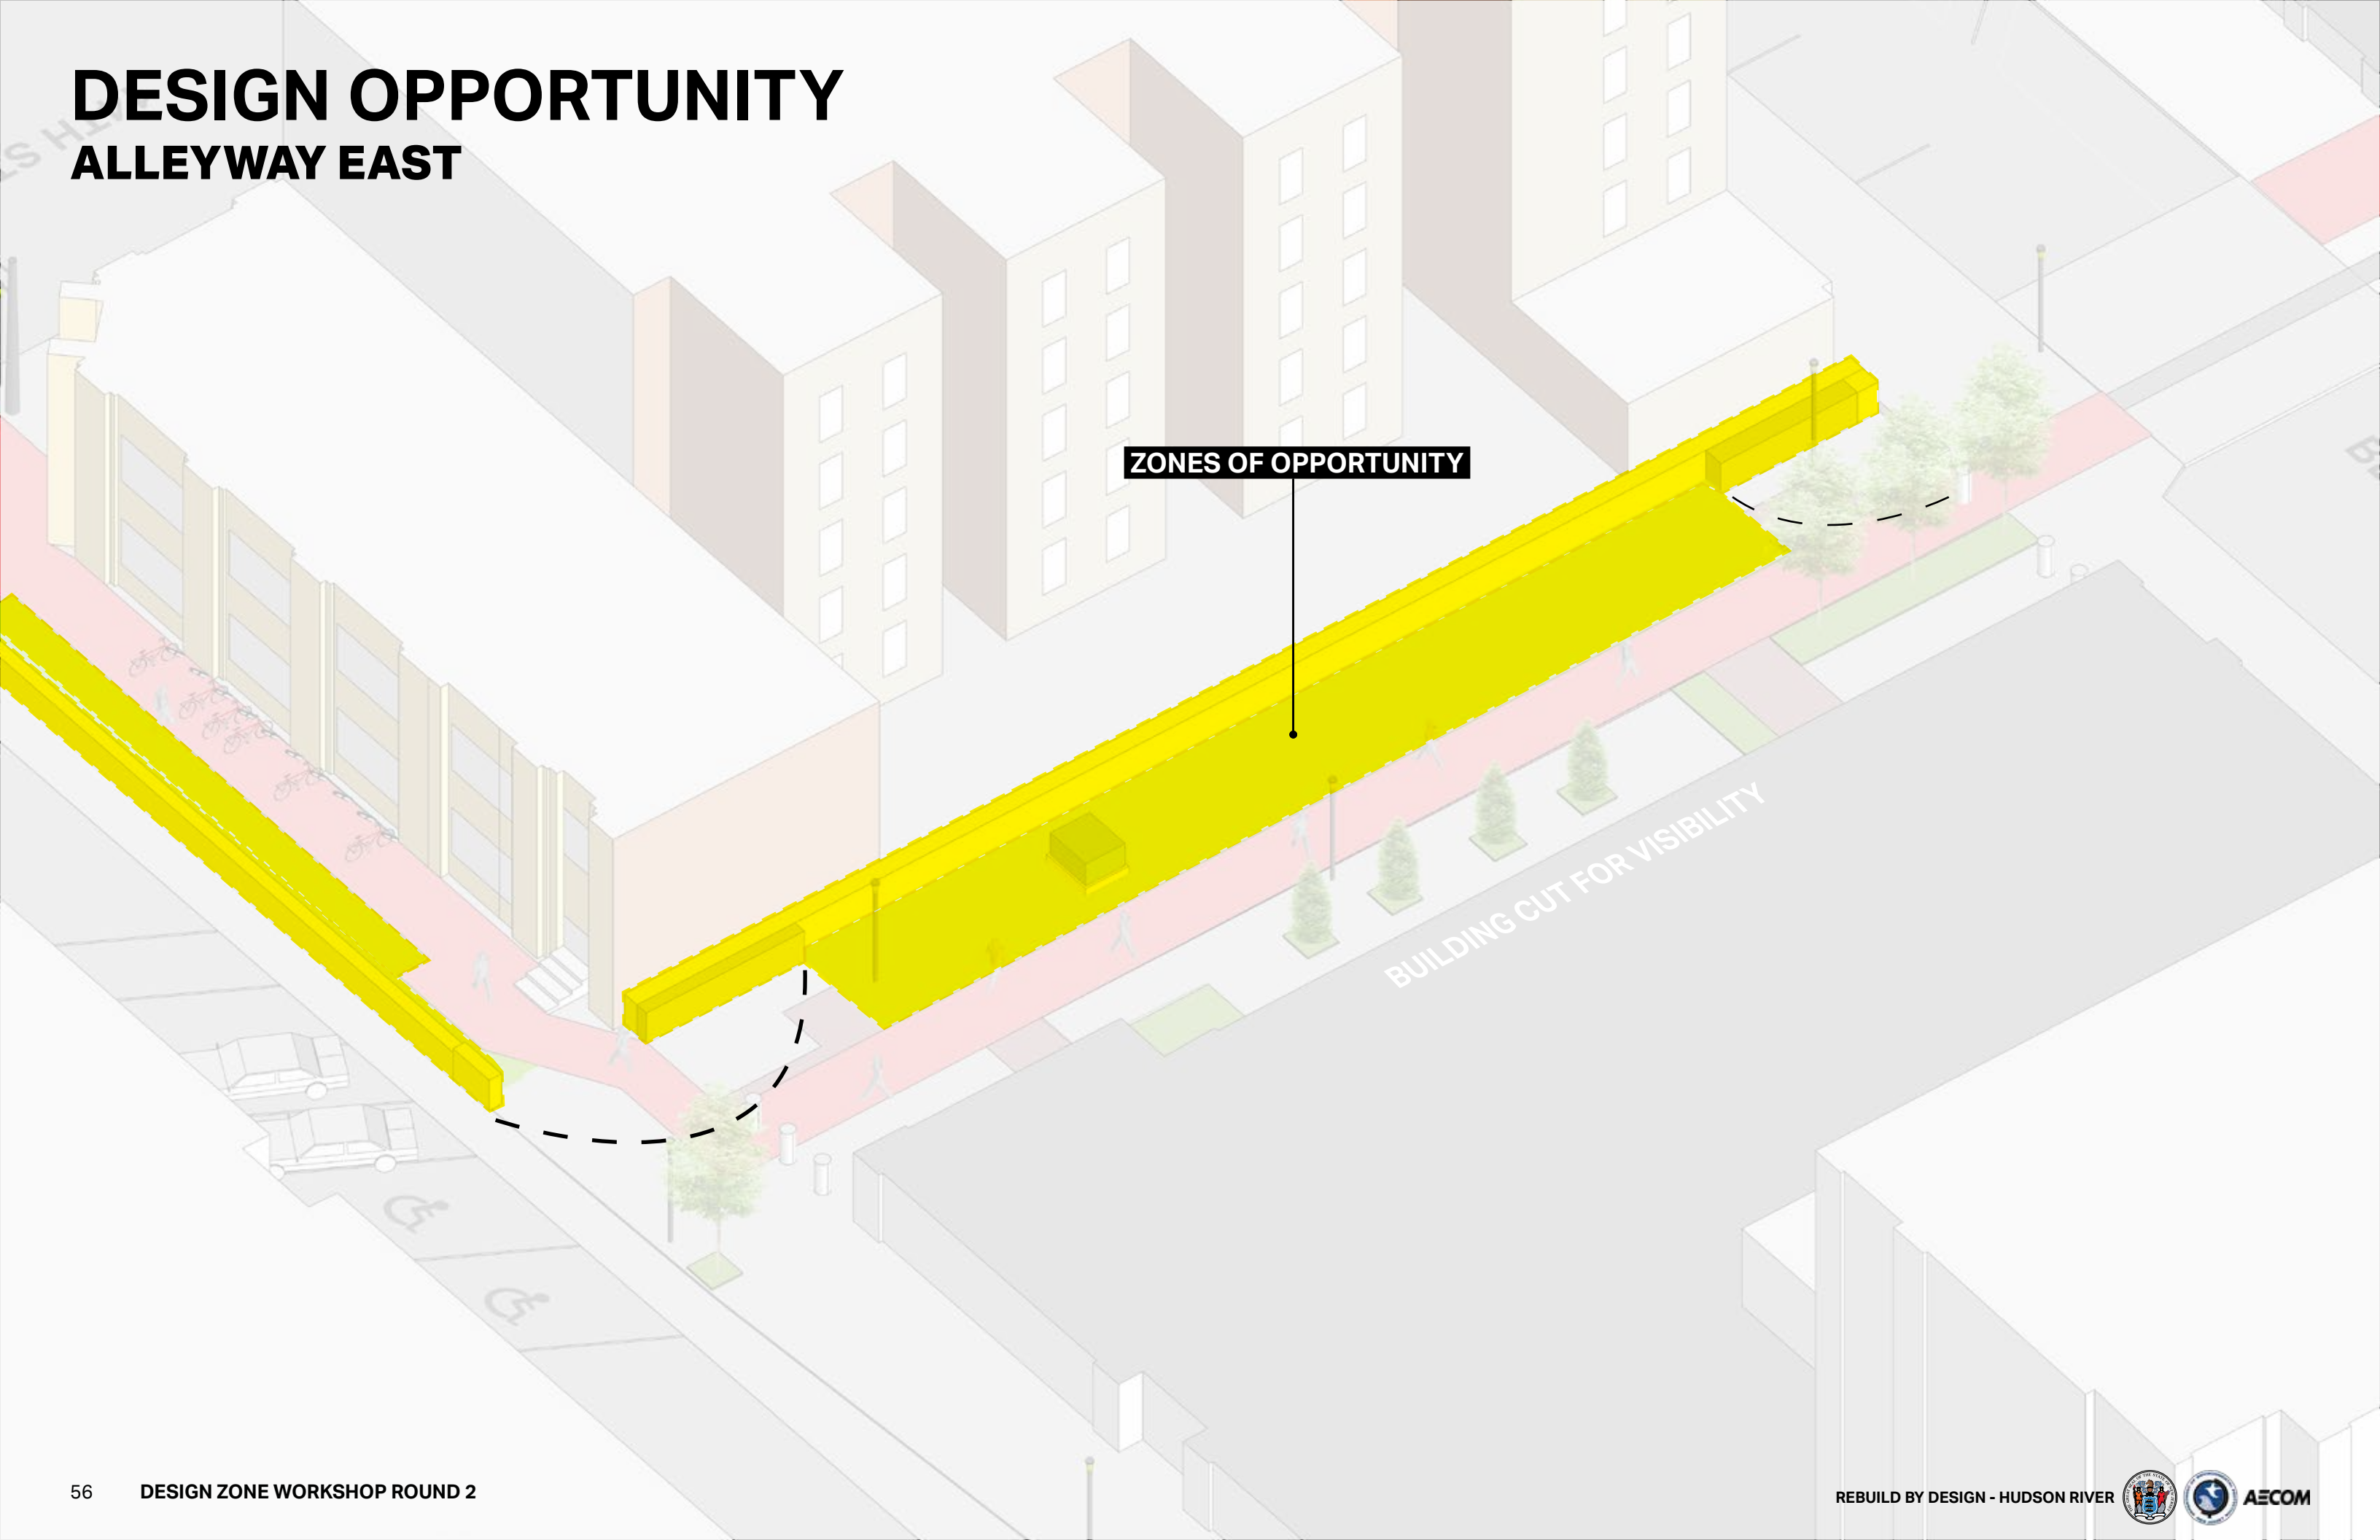 DESIGN OPPORTUNITY
ALLEYWAY EAST
ZONES OF OPPORTUNITY
BUILDING CUT FOR VISIBILITY
56 DESIGN ZONE WORKSHOP ROUND 2
REBUILD BY DESIGN - HUDSON RIVER
AECOM